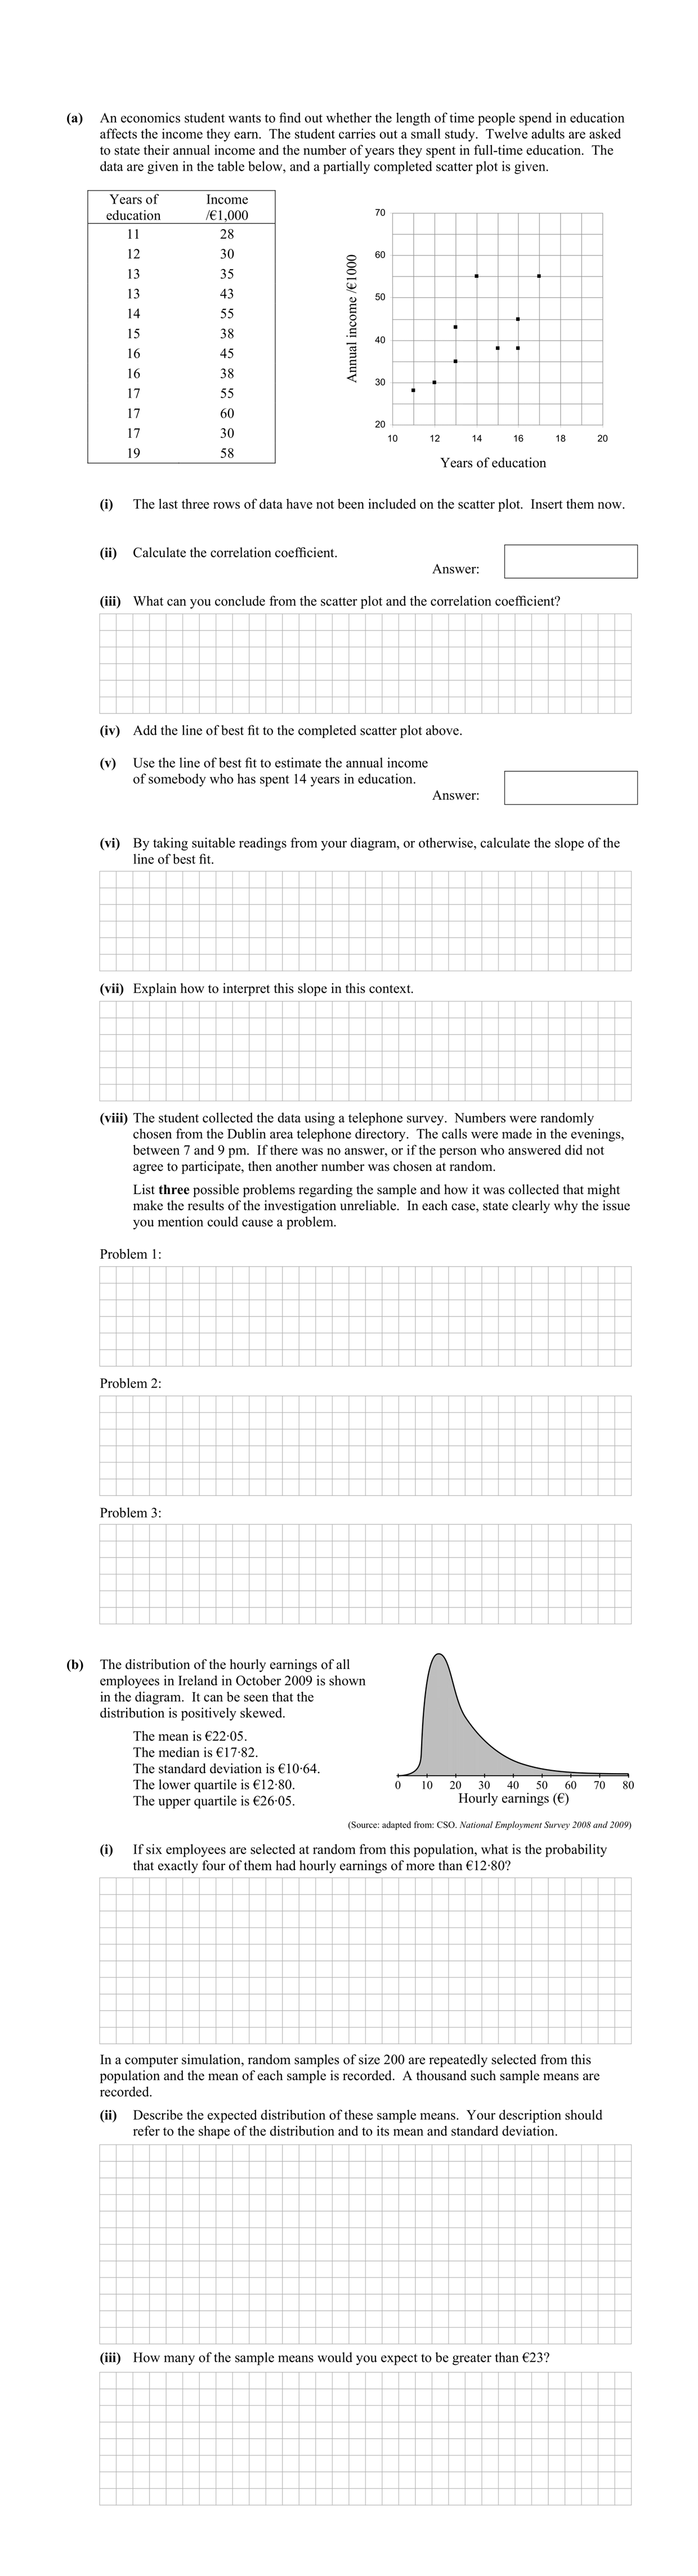 (a) An economics student wants to find out whether the length of time people spend in education
affects the income they earn. The student carries out a small study. Twelve adults are asked
to state their annual income and the number of years they spent in full-time education. The
data are given in the table below, and a partially completed scatter plot is given.
Years of education Income /€1,000
11 28
12 30
13 35
13 43
14 55
15 38
16 45
16 38
17 55
17 60
17 30
19 58
Annual income /€1000
70
60
50
40
30
20
10 12 14 16 18 20
Years of education
(i) The last three rows of data have not been included on the scatter plot. Insert them now.
(ii) Calculate the correlation coefficient.
Answer:
(iii) What can you conclude from the scatter plot and the correlation coefficient?
(iv) Add the line of best fit to the completed scatter plot above.
(v) Use the line of best fit to estimate the annual income
of somebody who has spent 14 years in education.
Answer:
(vi) By taking suitable readings from your diagram, or otherwise, calculate the slope of the
line of best fit.
(vii) Explain how to interpret this slope in this context.
(viii) The student collected the data using a telephone survey. Numbers were randomly
chosen from the Dublin area telephone directory. The calls were made in the evenings,
between 7 and 9 pm. If there was no answer, or if the person who answered did not
agree to participate, then another number was chosen at random.
List three possible problems regarding the sample and how it was collected that might
make the results of the investigation unreliable. In each case, state clearly why the issue
you mention could cause a problem.
Problem 1:
Problem 2:
Problem 3:
(b) The distribution of the hourly earnings of all
employees in Ireland in October 2009 is shown
in the diagram. It can be seen that the
distribution is positively skewed.
The mean is €22·05.
The median is €17·82.
The standard deviation is €10·64.
The lower quartile is €12·80.
The upper quartile is €26·05.
0 10 20 30 40 50 60 70 80
Hourly earnings (€)
(Source: adapted from: CSO. National Employment Survey 2008 and 2009)
(i) If six employees are selected at random from this population, what is the probability
that exactly four of them had hourly earnings of more than €12·80?
In a computer simulation, random samples of size 200 are repeatedly selected from this
population and the mean of each sample is recorded. A thousand such sample means are
recorded.
(ii) Describe the expected distribution of these sample means. Your description should
refer to the shape of the distribution and to its mean and standard deviation.
(iii) How many of the sample means would you expect to be greater than €23?